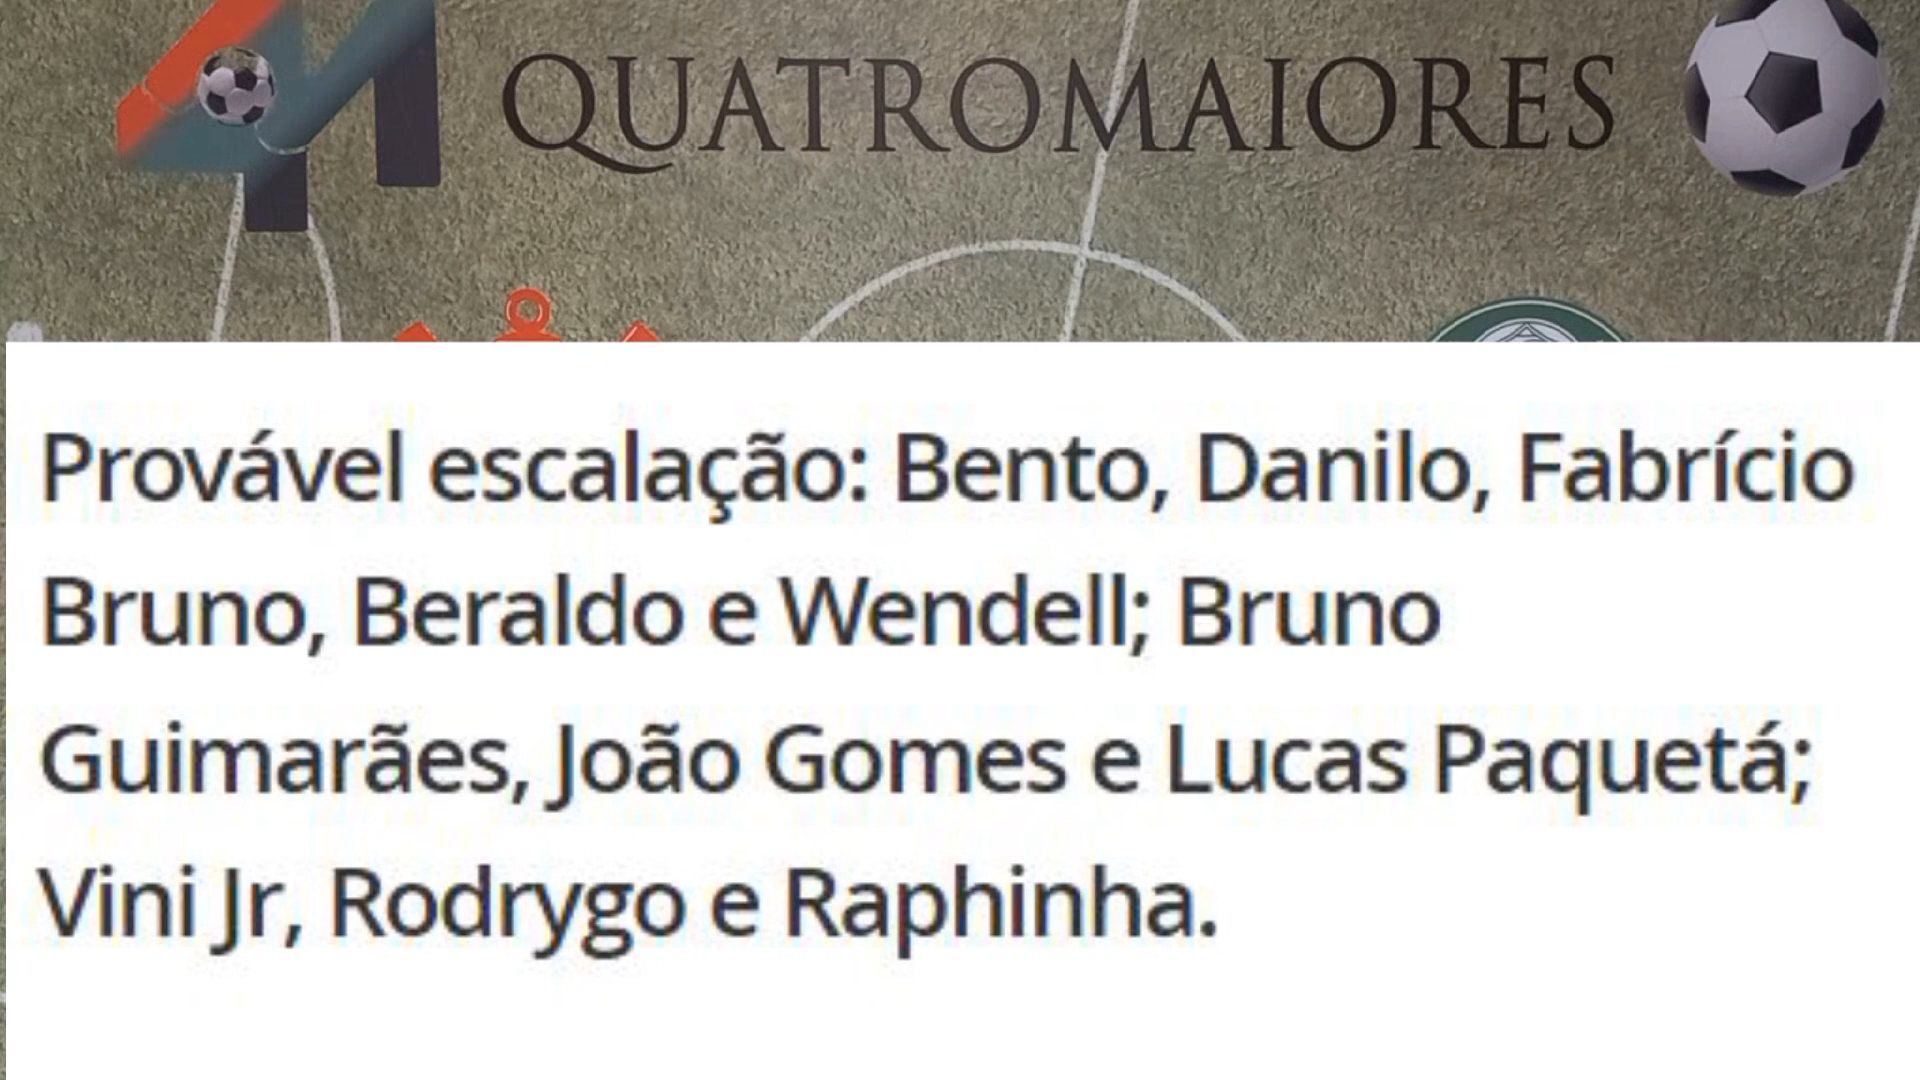 QUATROMAIORES
Provável escalação: Bento, Danilo, Fabrício
Bruno, Beraldo e Wendell; Bruno
Guimarães, João Gomes e Lucas Paquetá;
Vini Jr, Rodrygo e Raphinha.